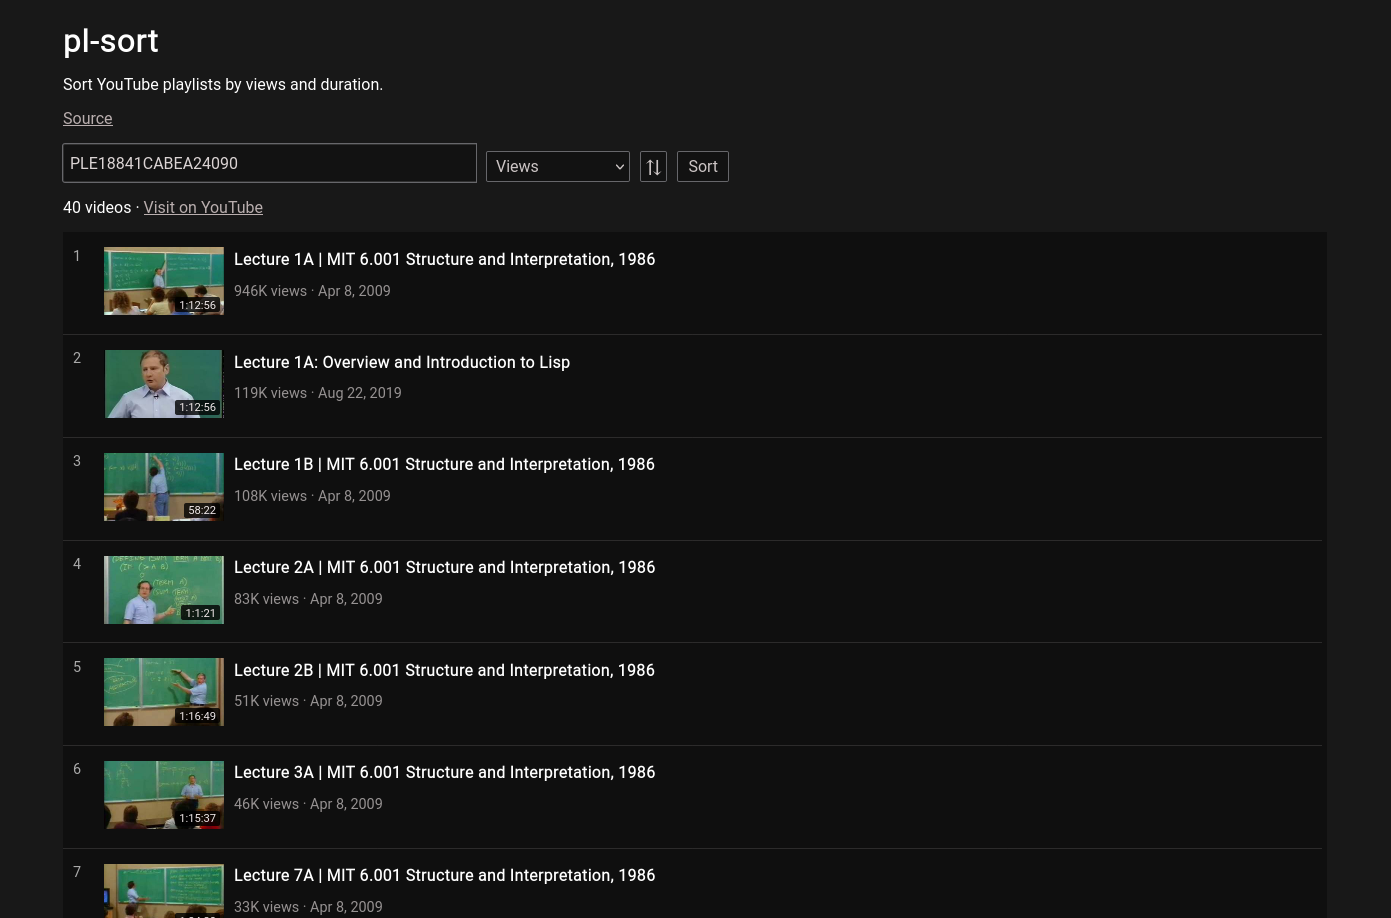 pl-sort
Sort YouTube playlists by views and duration.
Source
PLE18841CABEA24090 Views Sort
40 videos · Visit on YouTube
1
1:12:56
Lecture 1A | MIT 6.001 Structure and Interpretation, 1986
946K views · Apr 8, 2009
2
1:12:56
Lecture 1A: Overview and Introduction to Lisp
119K views · Aug 22, 2019
3
58:22
Lecture 1B | MIT 6.001 Structure and Interpretation, 1986
108K views · Apr 8, 2009
4
1:1:21
Lecture 2A | MIT 6.001 Structure and Interpretation, 1986
83K views · Apr 8, 2009
5
1:16:49
Lecture 2B | MIT 6.001 Structure and Interpretation, 1986
51K views · Apr 8, 2009
6
1:15:37
Lecture 3A | MIT 6.001 Structure and Interpretation, 1986
46K views · Apr 8, 2009
7
Lecture 7A | MIT 6.001 Structure and Interpretation, 1986
33K views · Apr 8, 2009